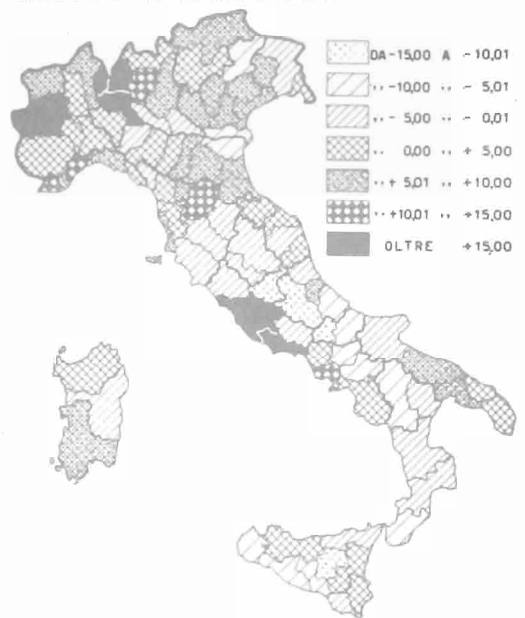 DA -15,00 A -10,01
,, -10,00 ,, - 5,01
,, - 5,00 ,, - 0,01
,, 0,00 ,, + 5,00
,, + 5,01 ,, +10,00
,, +10,01 ,, +15,00
OLTRE +15,00